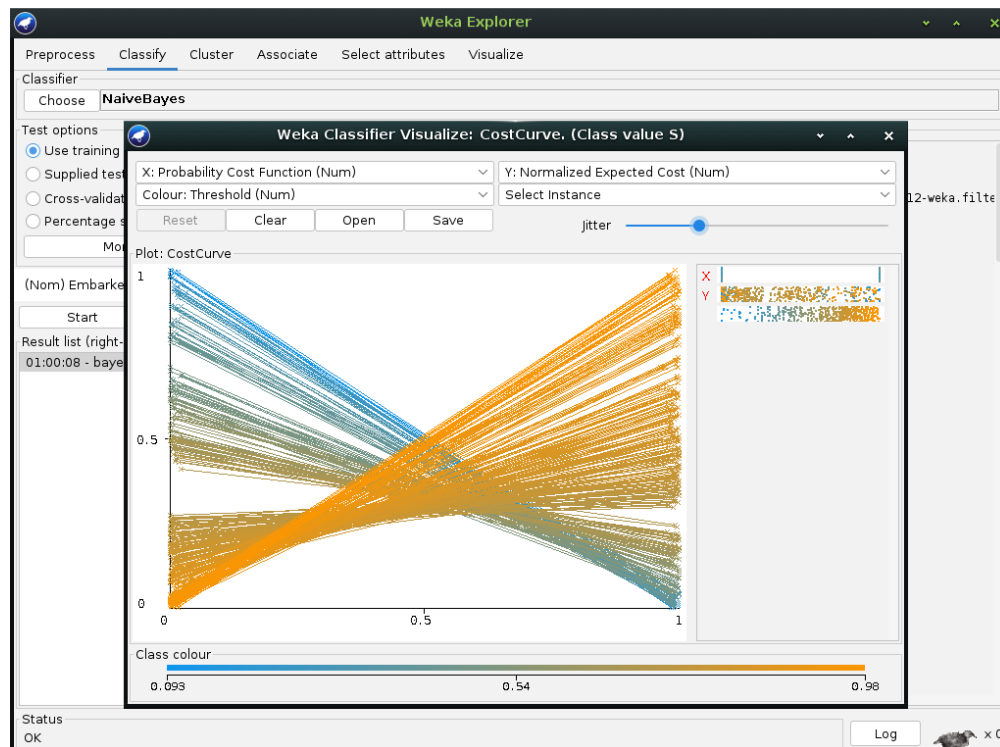 Weka Explorer
Preprocess Classify Cluster Associate Select attributes Visualize
Classifier
Choose NaiveBayes
Test options
Use training
Supplied test
Cross-validat
Percentage s
Mor
(Nom) Embarke
Start
Result list (right-
01:00:08 - baye
12-weka.filte
Weka Classifier Visualize: CostCurve. (Class value S)
X: Probability Cost Function (Num) Y: Normalized Expected Cost (Num)
Colour: Threshold (Num) Select Instance
Reset Clear Open Save Jitter
Plot: CostCurve
1
0.5
0
0 0.5 1
X
Y
Class colour
0.093 0.54 0.98
Status
OK
Log
x 0